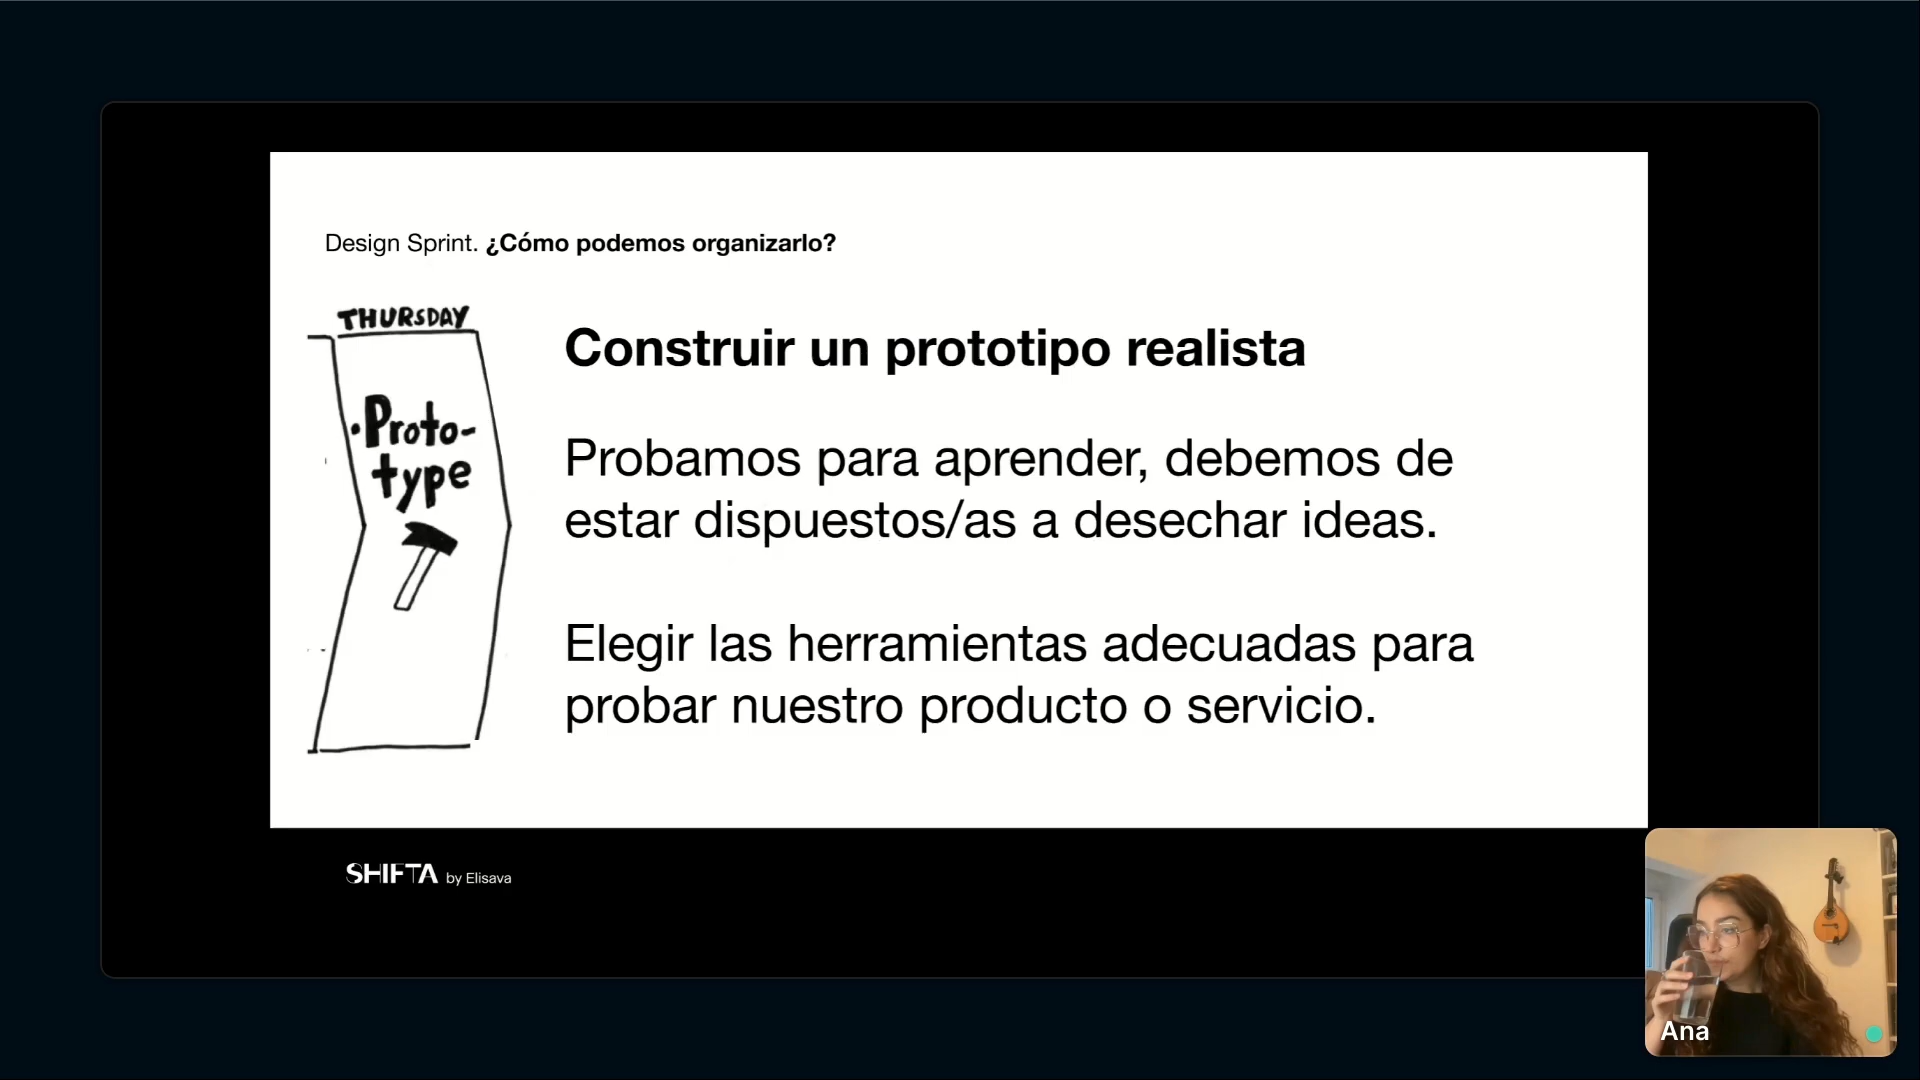 Design Sprint. ¿Cómo podemos organizarlo?
THURSDAY
• Proto-
type
Construir un prototipo realista
Probamos para aprender, debemos de
estar dispuestos/as a desechar ideas.
Elegir las herramientas adecuadas para
probar nuestro producto o servicio.
SHIFTA by Elisava
Ana